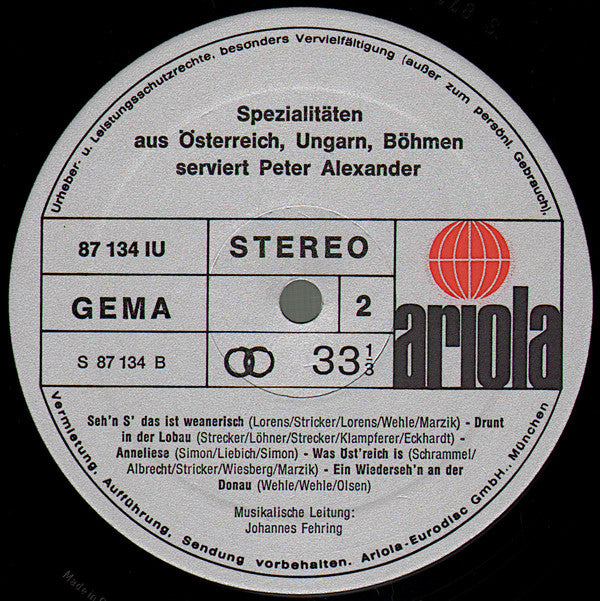 Urheber- u. Leistungsschutzrechte, besonders Vervielfältigung (außer zum persönl. Gebrauch).
Spezialitäten
aus Österreich, Ungarn, Böhmen
serviert Peter Alexander
87 134 IU
STEREO
GEMA
2
S 87 134 B
33 1/3
ariola
Seh'n S' das ist weanerisch (Lorens/Stricker/Lorens/Wehle/Marzik) - Drunt
in der Lobau (Strecker/Löhner/Strecker/Klampferer/Eckhardt) -
Anneliese (Simon/Liebich/Simon) - Was Öst'reich is (Schrammel/
Albrecht/Stricker/Wiesberg/Marzik) - Ein Wiederseh'n an der
Donau (Wehle/Wehle/Olsen)
Musikalische Leitung:
Johannes Fehring
Vermietung, Aufführung, Sendung vorbehalten. Ariola-Eurodisc GmbH., München
Made in